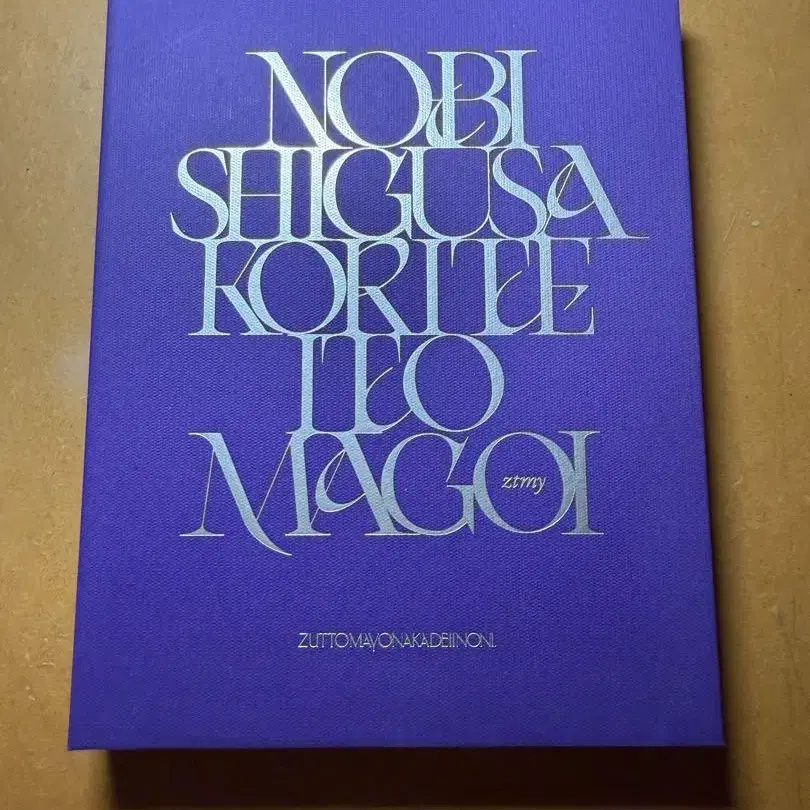 NOBI
SHIGUSA
KORITE
ITO
MAGOI
ztmy
ZUTTOMAYONAKADEIINONI.